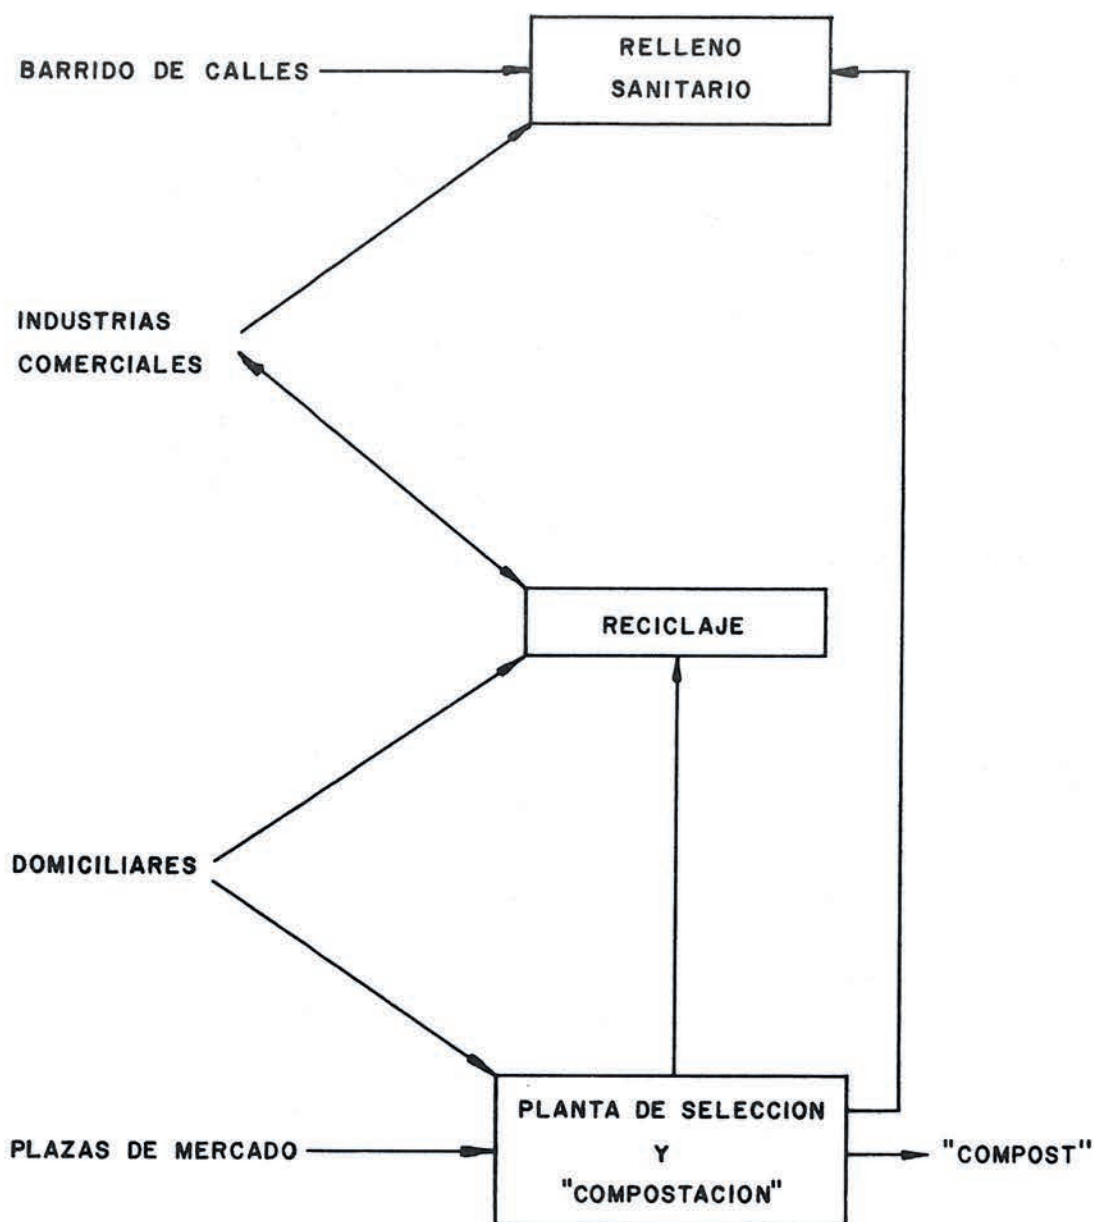 RELLENO
SANITARIO
BARRIDO DE CALLES
INDUSTRIAS
COMERCIALES
RECICLAJE
DOMICILIARES
PLANTA DE SELECCION
Y
"COMPOSTACION"
PLAZAS DE MERCADO
"COMPOST"